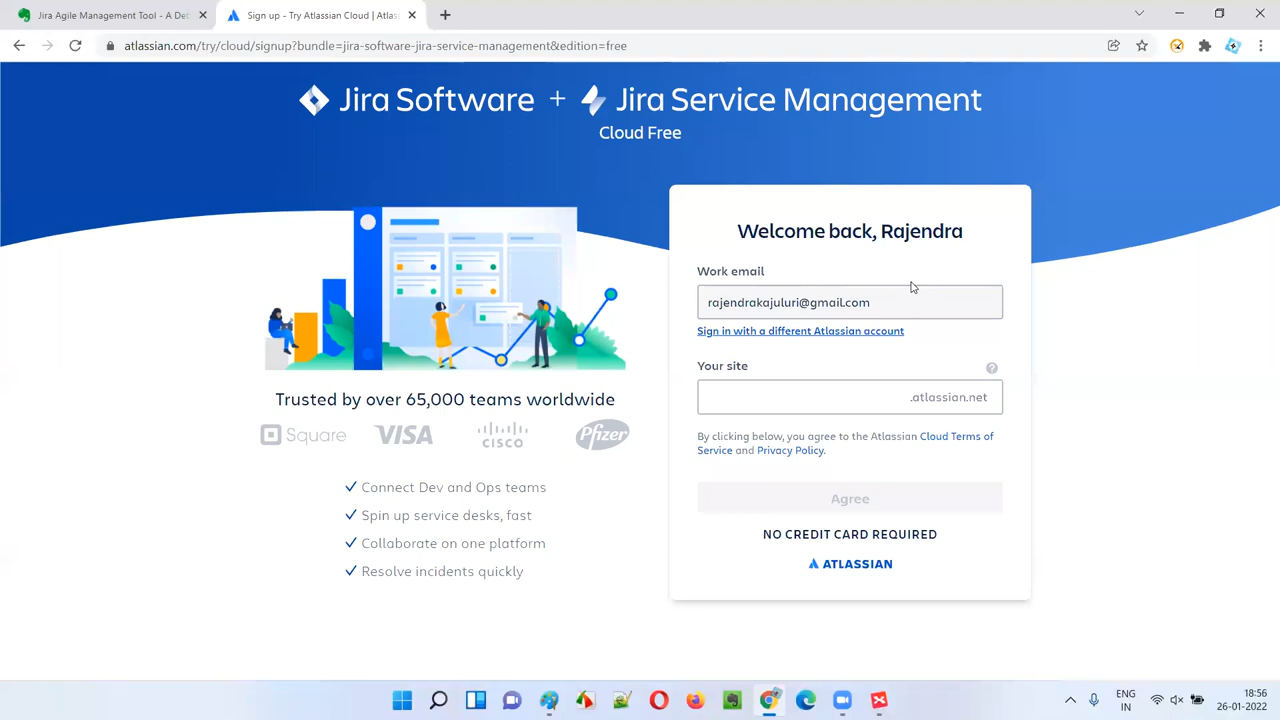 Jira Agile Management Tool - A Det
Sign up - Try Atlassian Cloud | Atlas
atlassian.com/try/cloud/signup?bundle=jira-software-jira-service-management&edition=free
Jira Software + Jira Service Management
Cloud Free
Welcome back, Rajendra
Work email
rajendrakajuluri@gmail.com
Sign in with a different Atlassian account
Your site
?
.atlassian.net
By clicking below, you agree to the Atlassian Cloud Terms of
Service and Privacy Policy.
Agree
NO CREDIT CARD REQUIRED
ATLASSIAN
Trusted by over 65,000 teams worldwide
Square
VISA
CISCO
Pfizer
Connect Dev and Ops teams
Spin up service desks, fast
Collaborate on one platform
Resolve incidents quickly
ENG
IN
18:56
26-01-2022